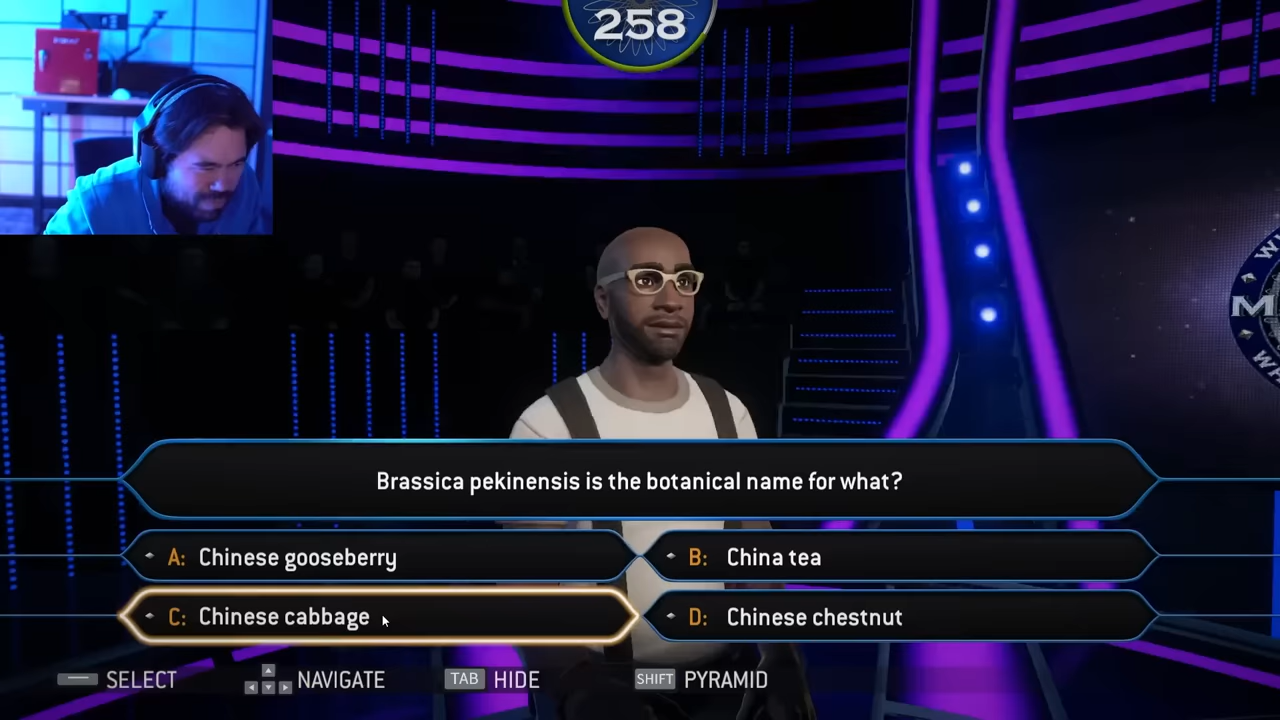 258
Brassica pekinensis is the botanical name for what?
A: Chinese gooseberry
B: China tea
C: Chinese cabbage
D: Chinese chestnut
SELECT
NAVIGATE
TAB HIDE
SHIFT PYRAMID